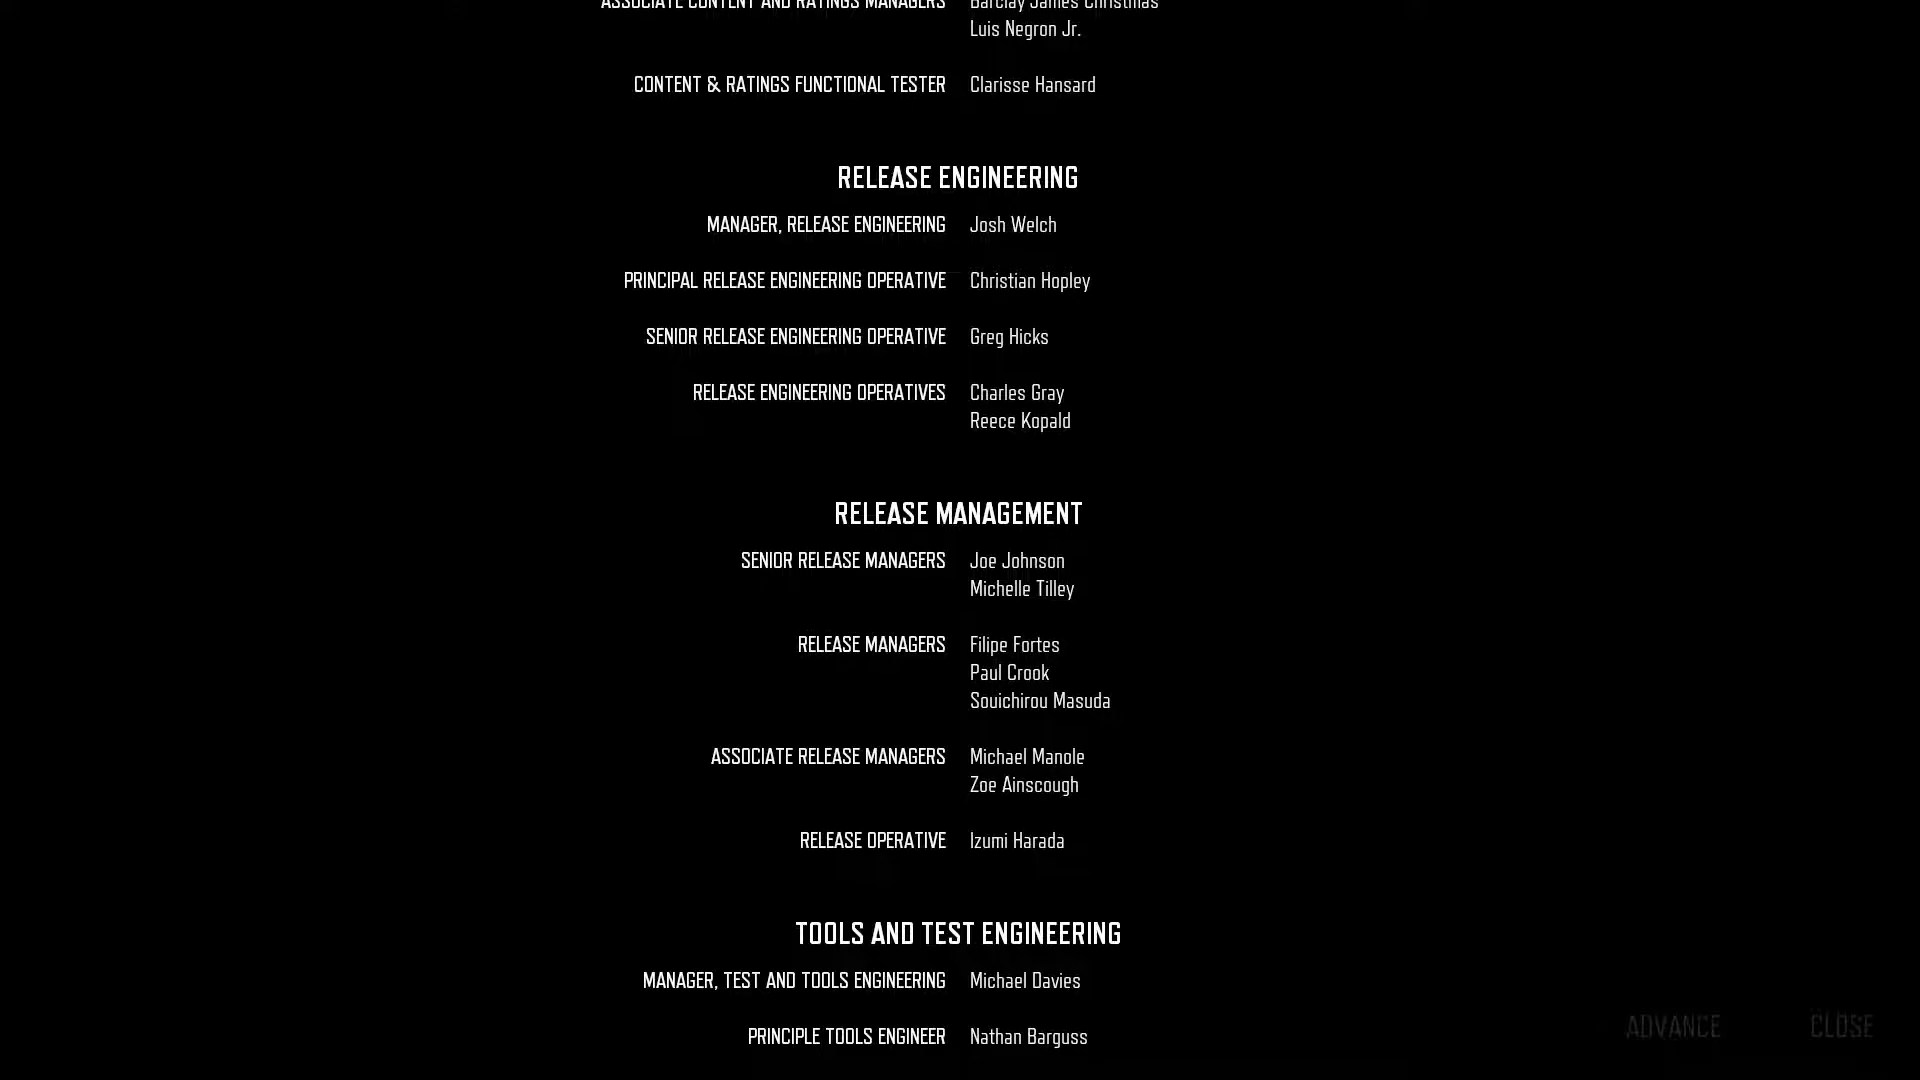 ASSOCIATE CONTENT AND RATINGS MANAGERS Barclay James Christmas
Luis Negron Jr.
CONTENT & RATINGS FUNCTIONAL TESTER Clarisse Hansard
RELEASE ENGINEERING
MANAGER, RELEASE ENGINEERING Josh Welch
PRINCIPAL RELEASE ENGINEERING OPERATIVE Christian Hopley
SENIOR RELEASE ENGINEERING OPERATIVE Greg Hicks
RELEASE ENGINEERING OPERATIVES Charles Gray
Reece Kopald
RELEASE MANAGEMENT
SENIOR RELEASE MANAGERS Joe Johnson
Michelle Tilley
RELEASE MANAGERS Filipe Fortes
Paul Crook
Souichirou Masuda
ASSOCIATE RELEASE MANAGERS Michael Manole
Zoe Ainscough
RELEASE OPERATIVE Izumi Harada
TOOLS AND TEST ENGINEERING
MANAGER, TEST AND TOOLS ENGINEERING Michael Davies
PRINCIPLE TOOLS ENGINEER Nathan Barguss
ADVANCE CLOSE